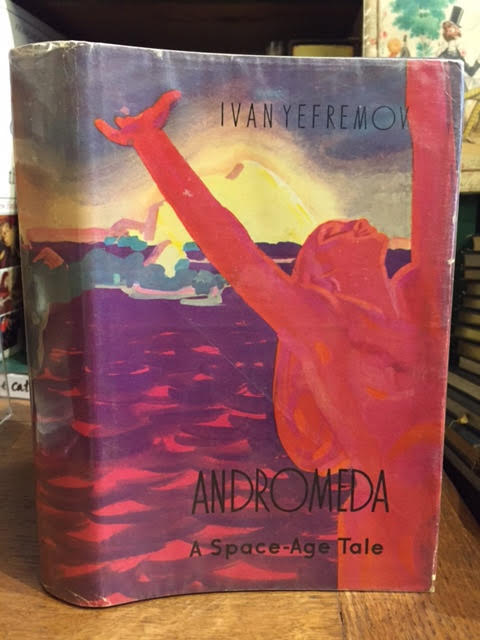 IVAN YEFREMOV
ANDROMEDA
A Space-Age Tale